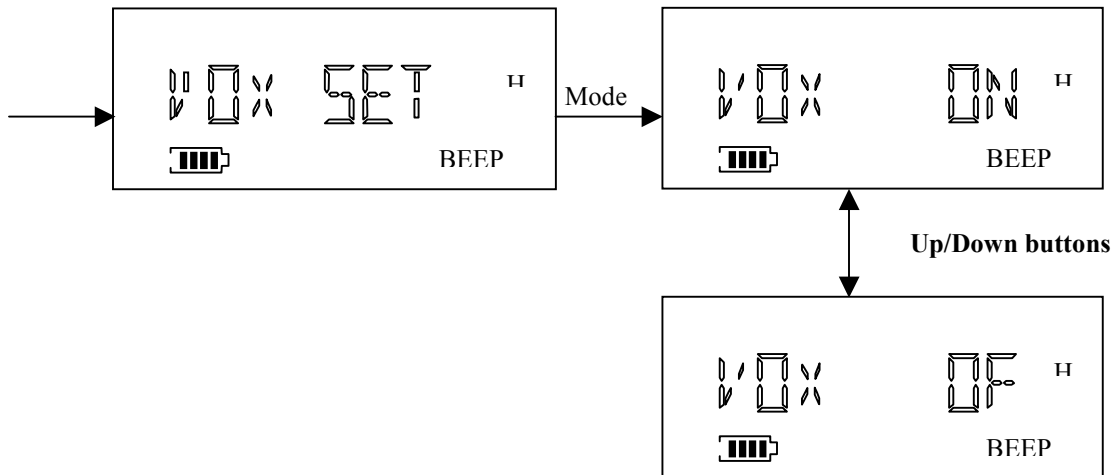 VOX SET H
BEEP
Mode
VOX ON H
BEEP
Up/Down buttons
VOX OF H
BEEP